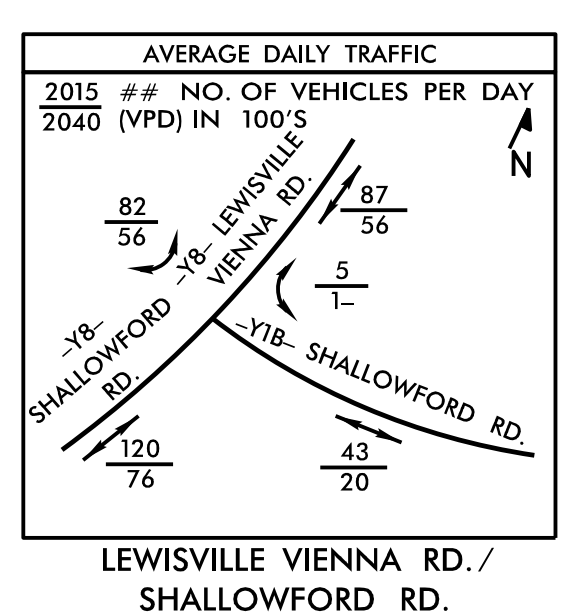 AVERAGE DAILY TRAFFIC
2015 ## NO. OF VEHICLES PER DAY
2040 (VPD) IN 100'S
N
82
56
87
56
–Y8– LEWISVILLE
VIENNA RD.
5
1–
–Y8–
SHALLOWFORD
RD.
–Y1B– SHALLOWFORD RD.
120
76
43
20
LEWISVILLE VIENNA RD./
SHALLOWFORD RD.